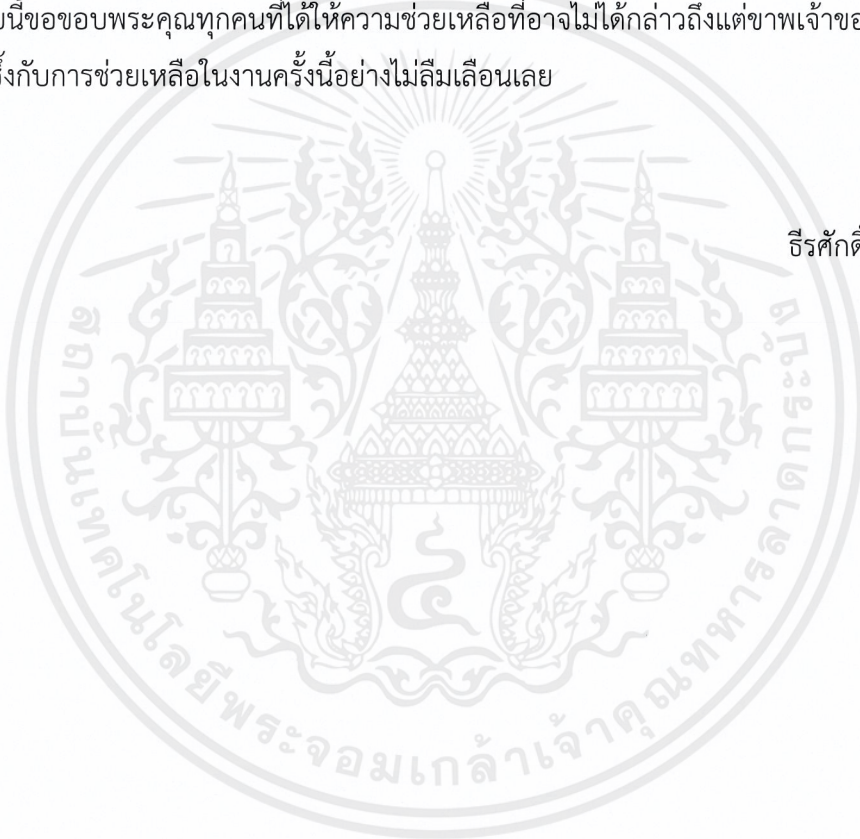 นี้ขอขอบพระคุณทุกคนที่ได้ให้ความช่วยเหลือที่อาจไม่ได้กล่าวถึงแต่ขาพเจ้าขอ
กับการช่วยเหลือในงานครั้งนี้อย่างไม่ลืมเลือนเลย
ธีรศักดิ์
สถาบันเทคโนโลยีพระจอมเกล้าเจ้าคุณทหารลาดกระบัง
๔